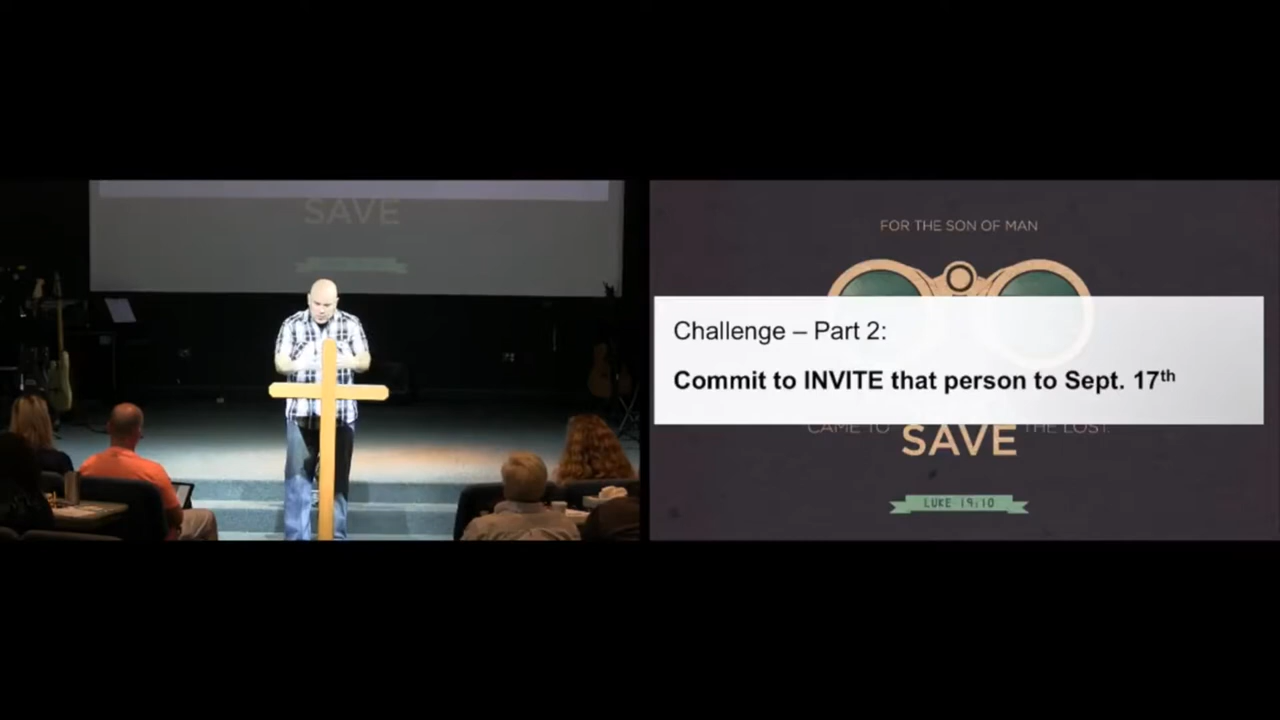 SAVE
FOR THE SON OF MAN
Challenge – Part 2:
Commit to INVITE that person to Sept. 17th
CAME TO SAVE THE LOST.
LUKE 19:10